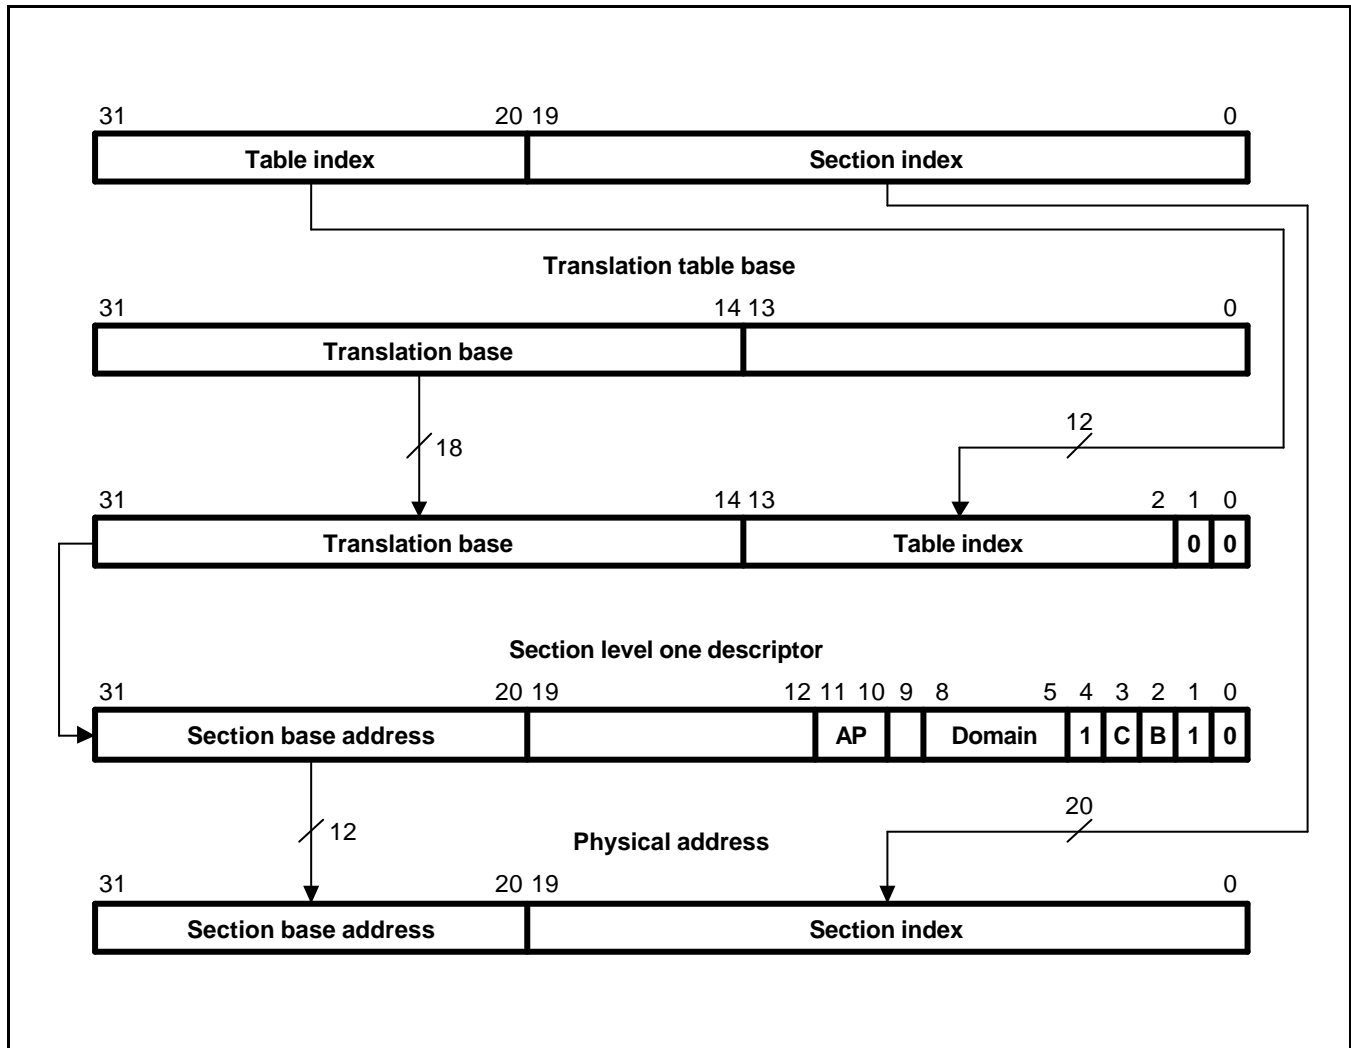 31 20 19 0
Table index Section index
Translation table base
31 14 13 0
Translation base
12
18
31 14 13 2 1 0
Translation base Table index 0 0
Section level one descriptor
31 20 19 12 11 10 9 8 5 4 3 2 1 0
Section base address AP Domain 1 C B 1 0
20
12
Physical address
31 20 19 0
Section base address Section index